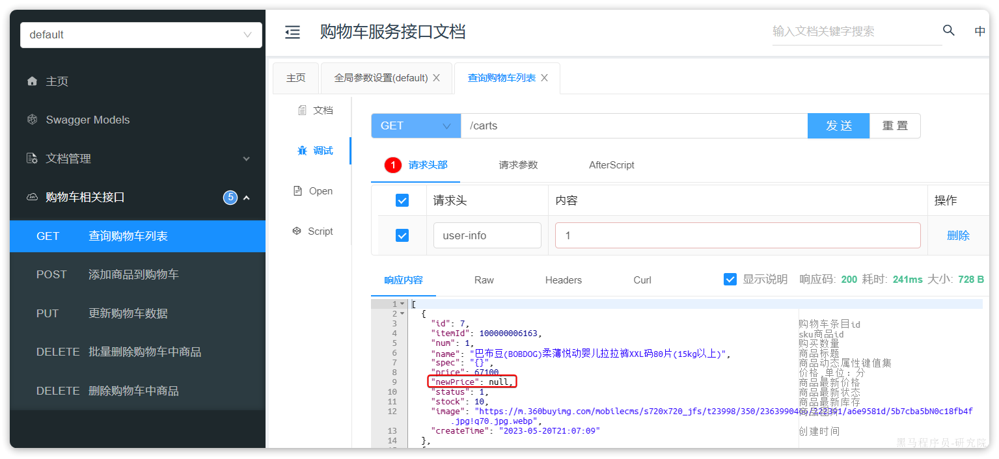 default
购物车服务接口文档
输入文档关键字搜索
中
主页
Swagger Models
文档管理
购物车相关接口 5
GET 查询购物车列表
POST 添加商品到购物车
PUT 更新购物车数据
DELETE 批量删除购物车中商品
DELETE 删除购物车中商品
主页 全局参数设置(default) 查询购物车列表
文档
调试
Open
Script
GET /carts 发 送 重 置
1 请求头部 请求参数 AfterScript
请求头 内容 操作
user-info 1 删除
响应内容 Raw Headers Curl 显示说明 响应码: 200 耗时: 241ms 大小: 728 B
1 [
2 {
3 "id": 7, 购物车条目id
4 "itemId": 100000006163, sku商品id
5 "num": 1, 购买数量
6 "name": "巴布豆(BOBDOG)柔薄悦动婴儿拉拉裤XXL码80片(15kg以上)", 商品标题
7 "spec": "{}", 商品动态属性键值集
8 "price": 67100, 价格,单位：分
9 "newPrice": null, 商品最新价格
10 "status": 1, 商品最新状态
11 "stock": 10, 商品最新库存
12 "image": "https://m.360buyimg.com/mobilecms/s720x720_jfs/t23998/350/2363990466/222391/a6e9581d/5b7cba5bN0c18fb4f 商品图片
.jpg!q70.jpg.webp",
13 "createTime": "2023-05-20T21:07:09" 创建时间
14 },
黑马程序员-研究院